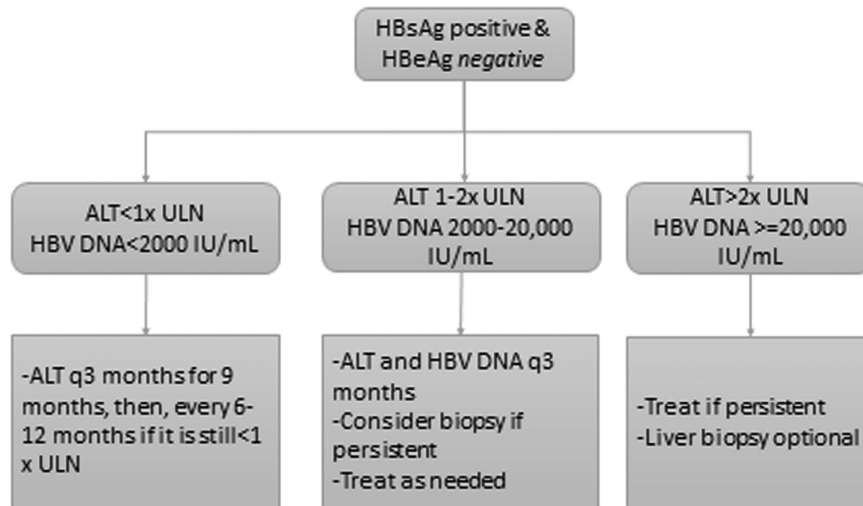 HBsAg positive &
HBeAg negative
ALT<1x ULN
HBV DNA<2000 IU/mL
ALT 1-2x ULN
HBV DNA 2000-20,000
IU/mL
ALT>2x ULN
HBV DNA >=20,000
IU/mL
-ALT q3 months for 9
months, then, every 6-
12 months if it is still<1
x ULN
-ALT and HBV DNA q3
months
-Consider biopsy if
persistent
-Treat as needed
-Treat if persistent
-Liver biopsy optional